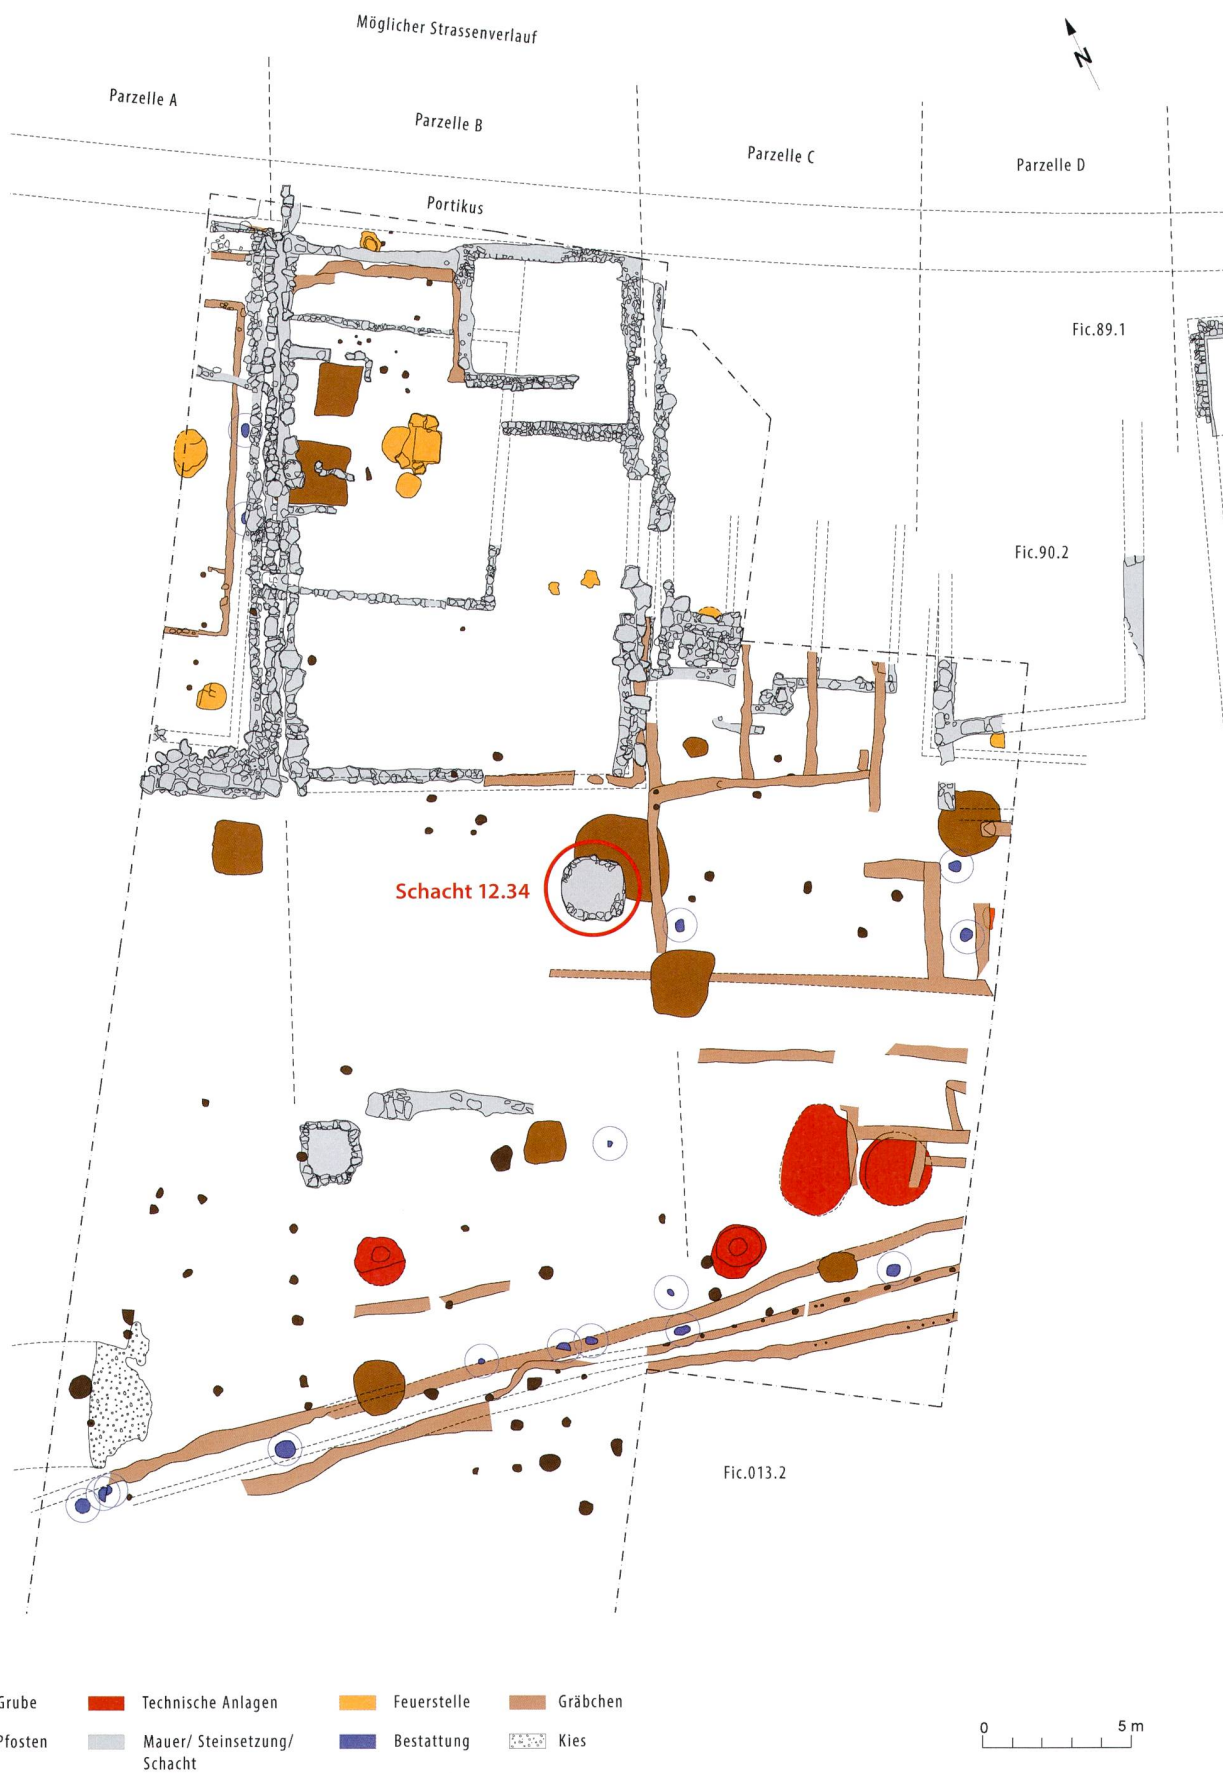 Möglicher Strassenverlauf
N
Parzelle A
Parzelle B
Parzelle C
Parzelle D
Portikus
Fic.89.1
Fic.90.2
Schacht 12.34
Fic.013.2
Grube
Technische Anlagen
Feuerstelle
Gräbchen
Pfosten
Mauer/ Steinsetzung/
Schacht
Bestattung
Kies
0 5 m